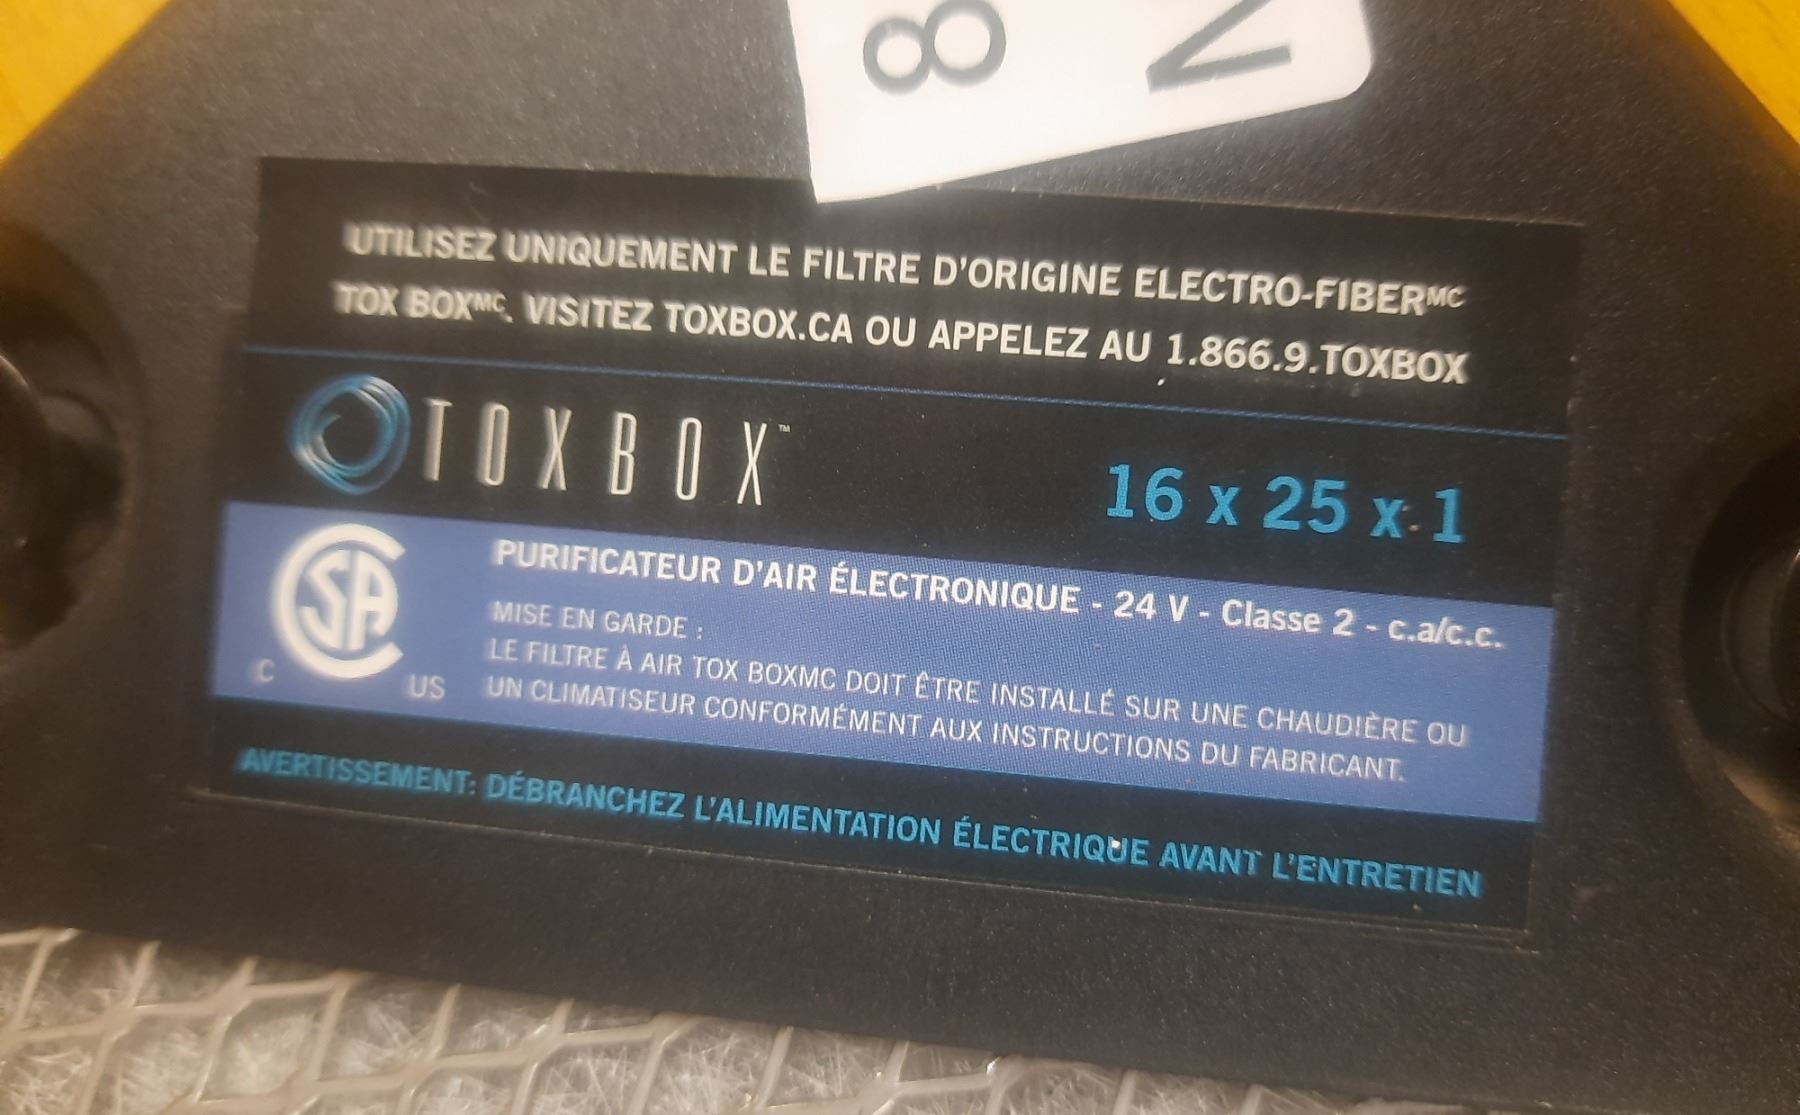 8 V
UTILISEZ UNIQUEMENT LE FILTRE D'ORIGINE ELECTRO-FIBERᴹᶜ
TOX BOXᴹᶜ. VISITEZ TOXBOX.CA OU APPELEZ AU 1.866.9.TOXBOX
TOXBOX™
16 x 25 x 1
CSA
C US
PURIFICATEUR D'AIR ÉLECTRONIQUE - 24 V - Classe 2 - c.a/c.c.
MISE EN GARDE :
LE FILTRE À AIR TOX BOXMC DOIT ÊTRE INSTALLÉ SUR UNE CHAUDIÈRE OU
UN CLIMATISEUR CONFORMÉMENT AUX INSTRUCTIONS DU FABRICANT.
AVERTISSEMENT: DÉBRANCHEZ L'ALIMENTATION ÉLECTRIQUE AVANT L'ENTRETIEN